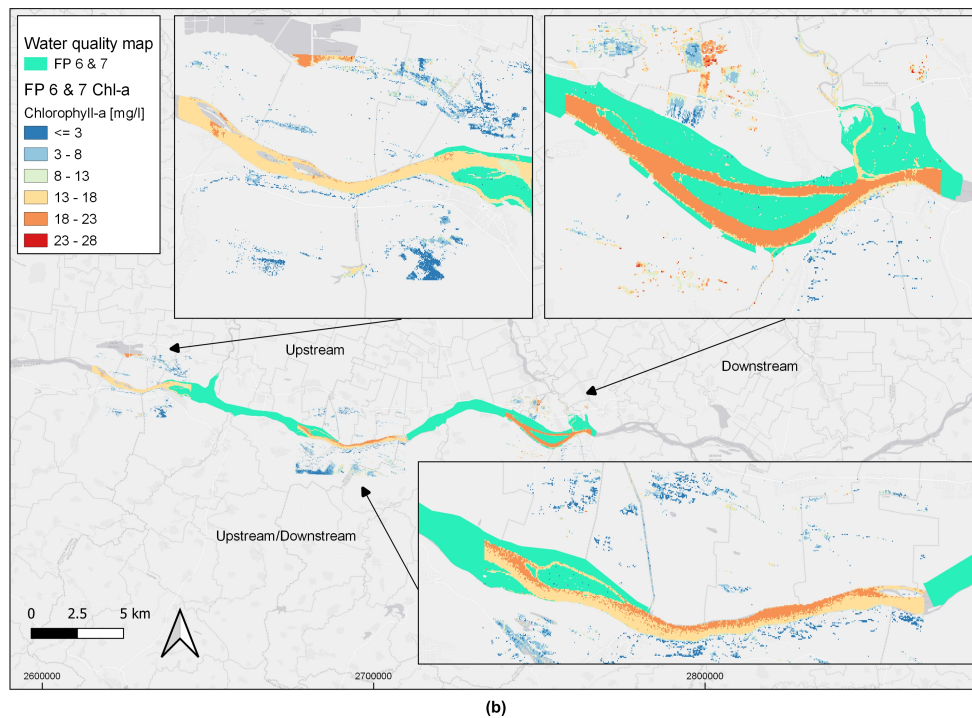 Water quality map
FP 6 & 7
FP 6 & 7 Chl-a
Chlorophyll-a [mg/l]
<= 3
3 - 8
8 - 13
13 - 18
18 - 23
23 - 28
Upstream
Downstream
Upstream/Downstream
0 2.5 5 km
2600000 2700000 2800000
(b)